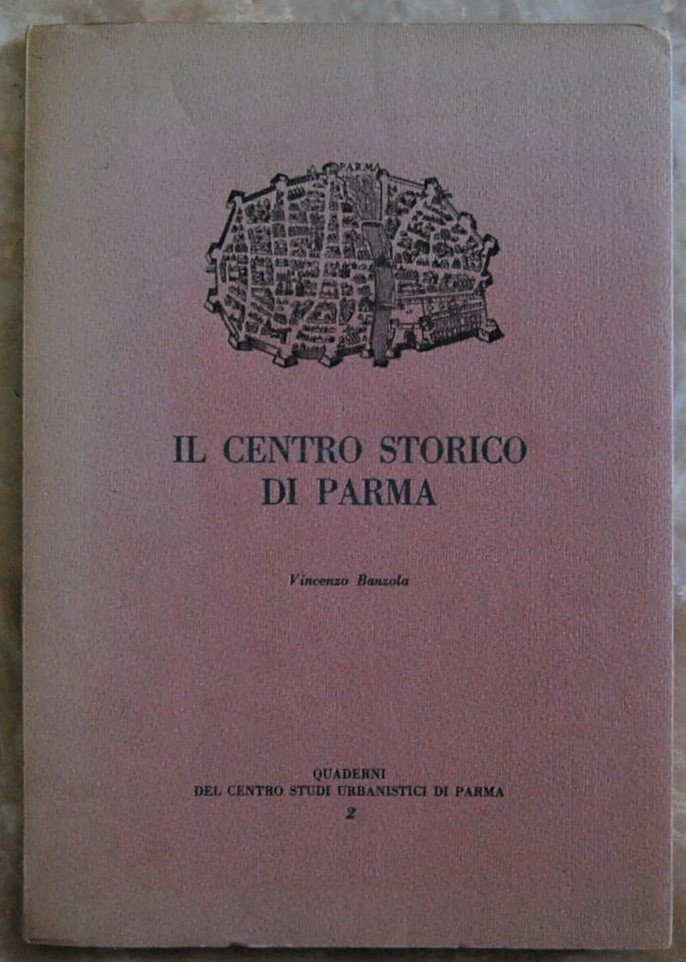 PARMA
IL CENTRO STORICO
DI PARMA
Vincenzo Banzola
QUADERNI
DEL CENTRO STUDI URBANISTICI DI PARMA
2